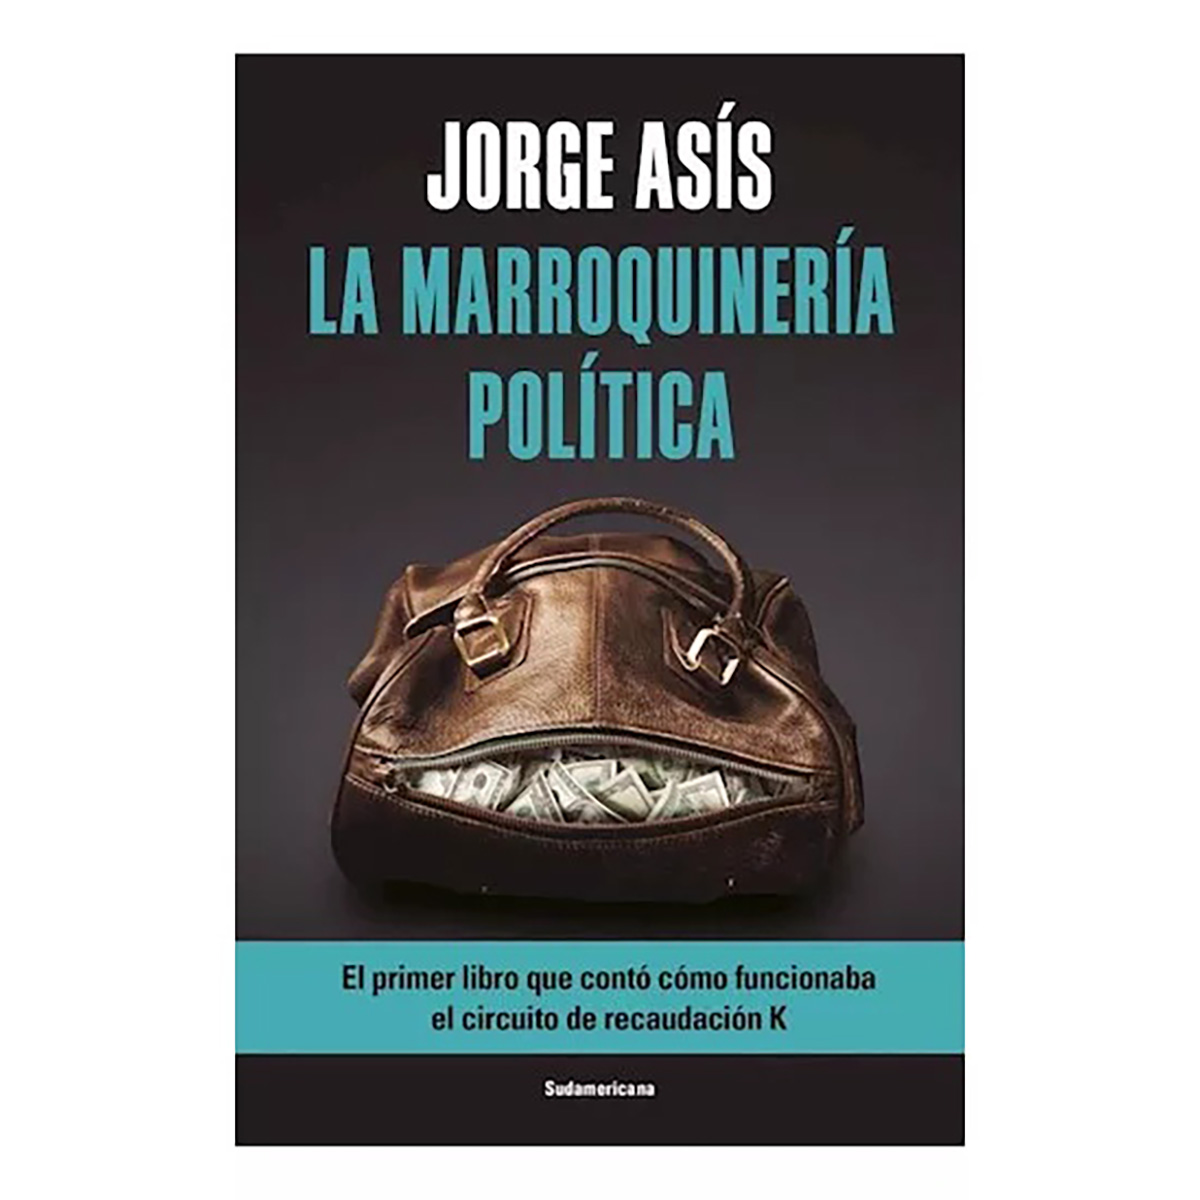 JORGE ASÍS
LA MARROQUINERÍA
POLÍTICA
El primer libro que contó cómo funcionaba
el circuito de recaudación K
Sudamericana